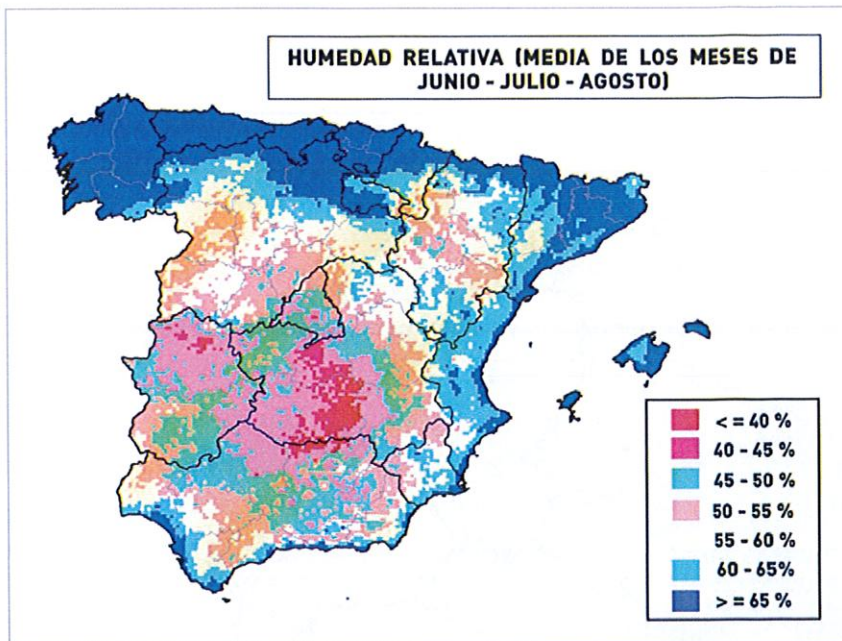 HUMEDAD RELATIVA (MEDIA DE LOS MESES DE
JUNIO - JULIO - AGOSTO)
< = 40 %
40 - 45 %
45 - 50 %
50 - 55 %
55 - 60 %
60 - 65%
> = 65 %